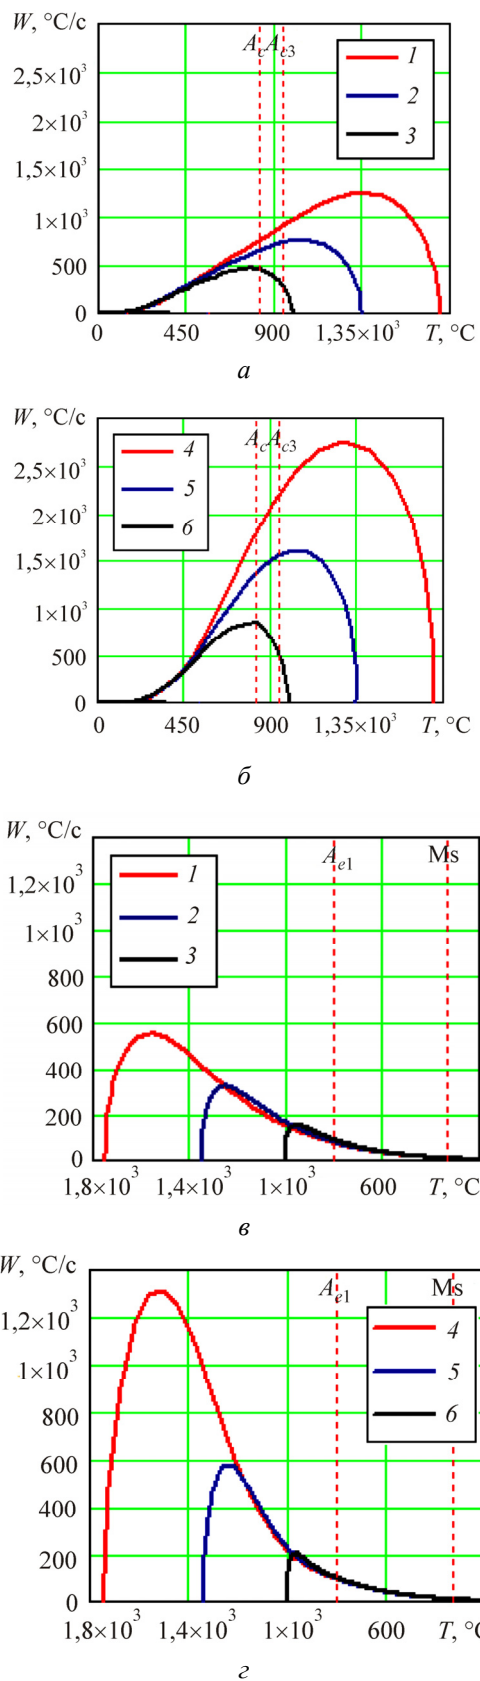 W, °C/c
A_c A_c3
2,5×10³
2×10³
1,5×10³
1×10³
500
0
1
2
3
0 450 900 1,35×10³ T, °C
а
W, °C/c
A_c A_c3
2,5×10³
2×10³
1,5×10³
1×10³
500
0
4
5
6
0 450 900 1,35×10³ T, °C
б
W, °C/c
A_e1 Ms
1,2×10³
1×10³
800
600
400
200
0
1
2
3
1,8×10³ 1,4×10³ 1×10³ 600 T, °C
в
W, °C/c
A_e1 Ms
1,2×10³
1×10³
800
600
400
200
0
4
5
6
1,8×10³ 1,4×10³ 1×10³ 600 T, °C
г